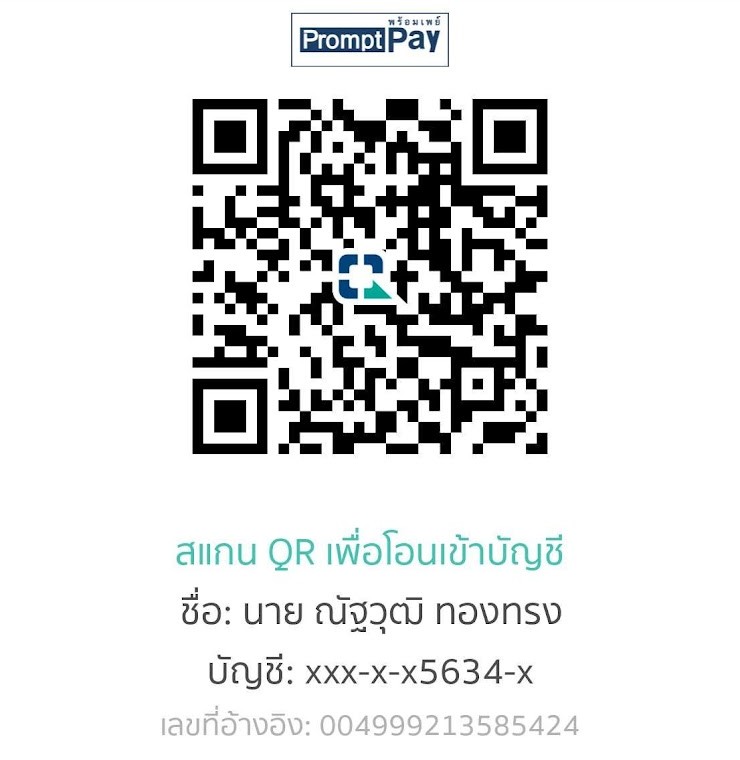 พร้อมเพย์
PromptPay
สแกน QR เพื่อโอนเข้าบัญชี
ชื่อ: นาย ณัฐวุฒิ ทองทรง
บัญชี: xxx-x-x5634-x
เลขที่อ้างอิง: 004999213585424